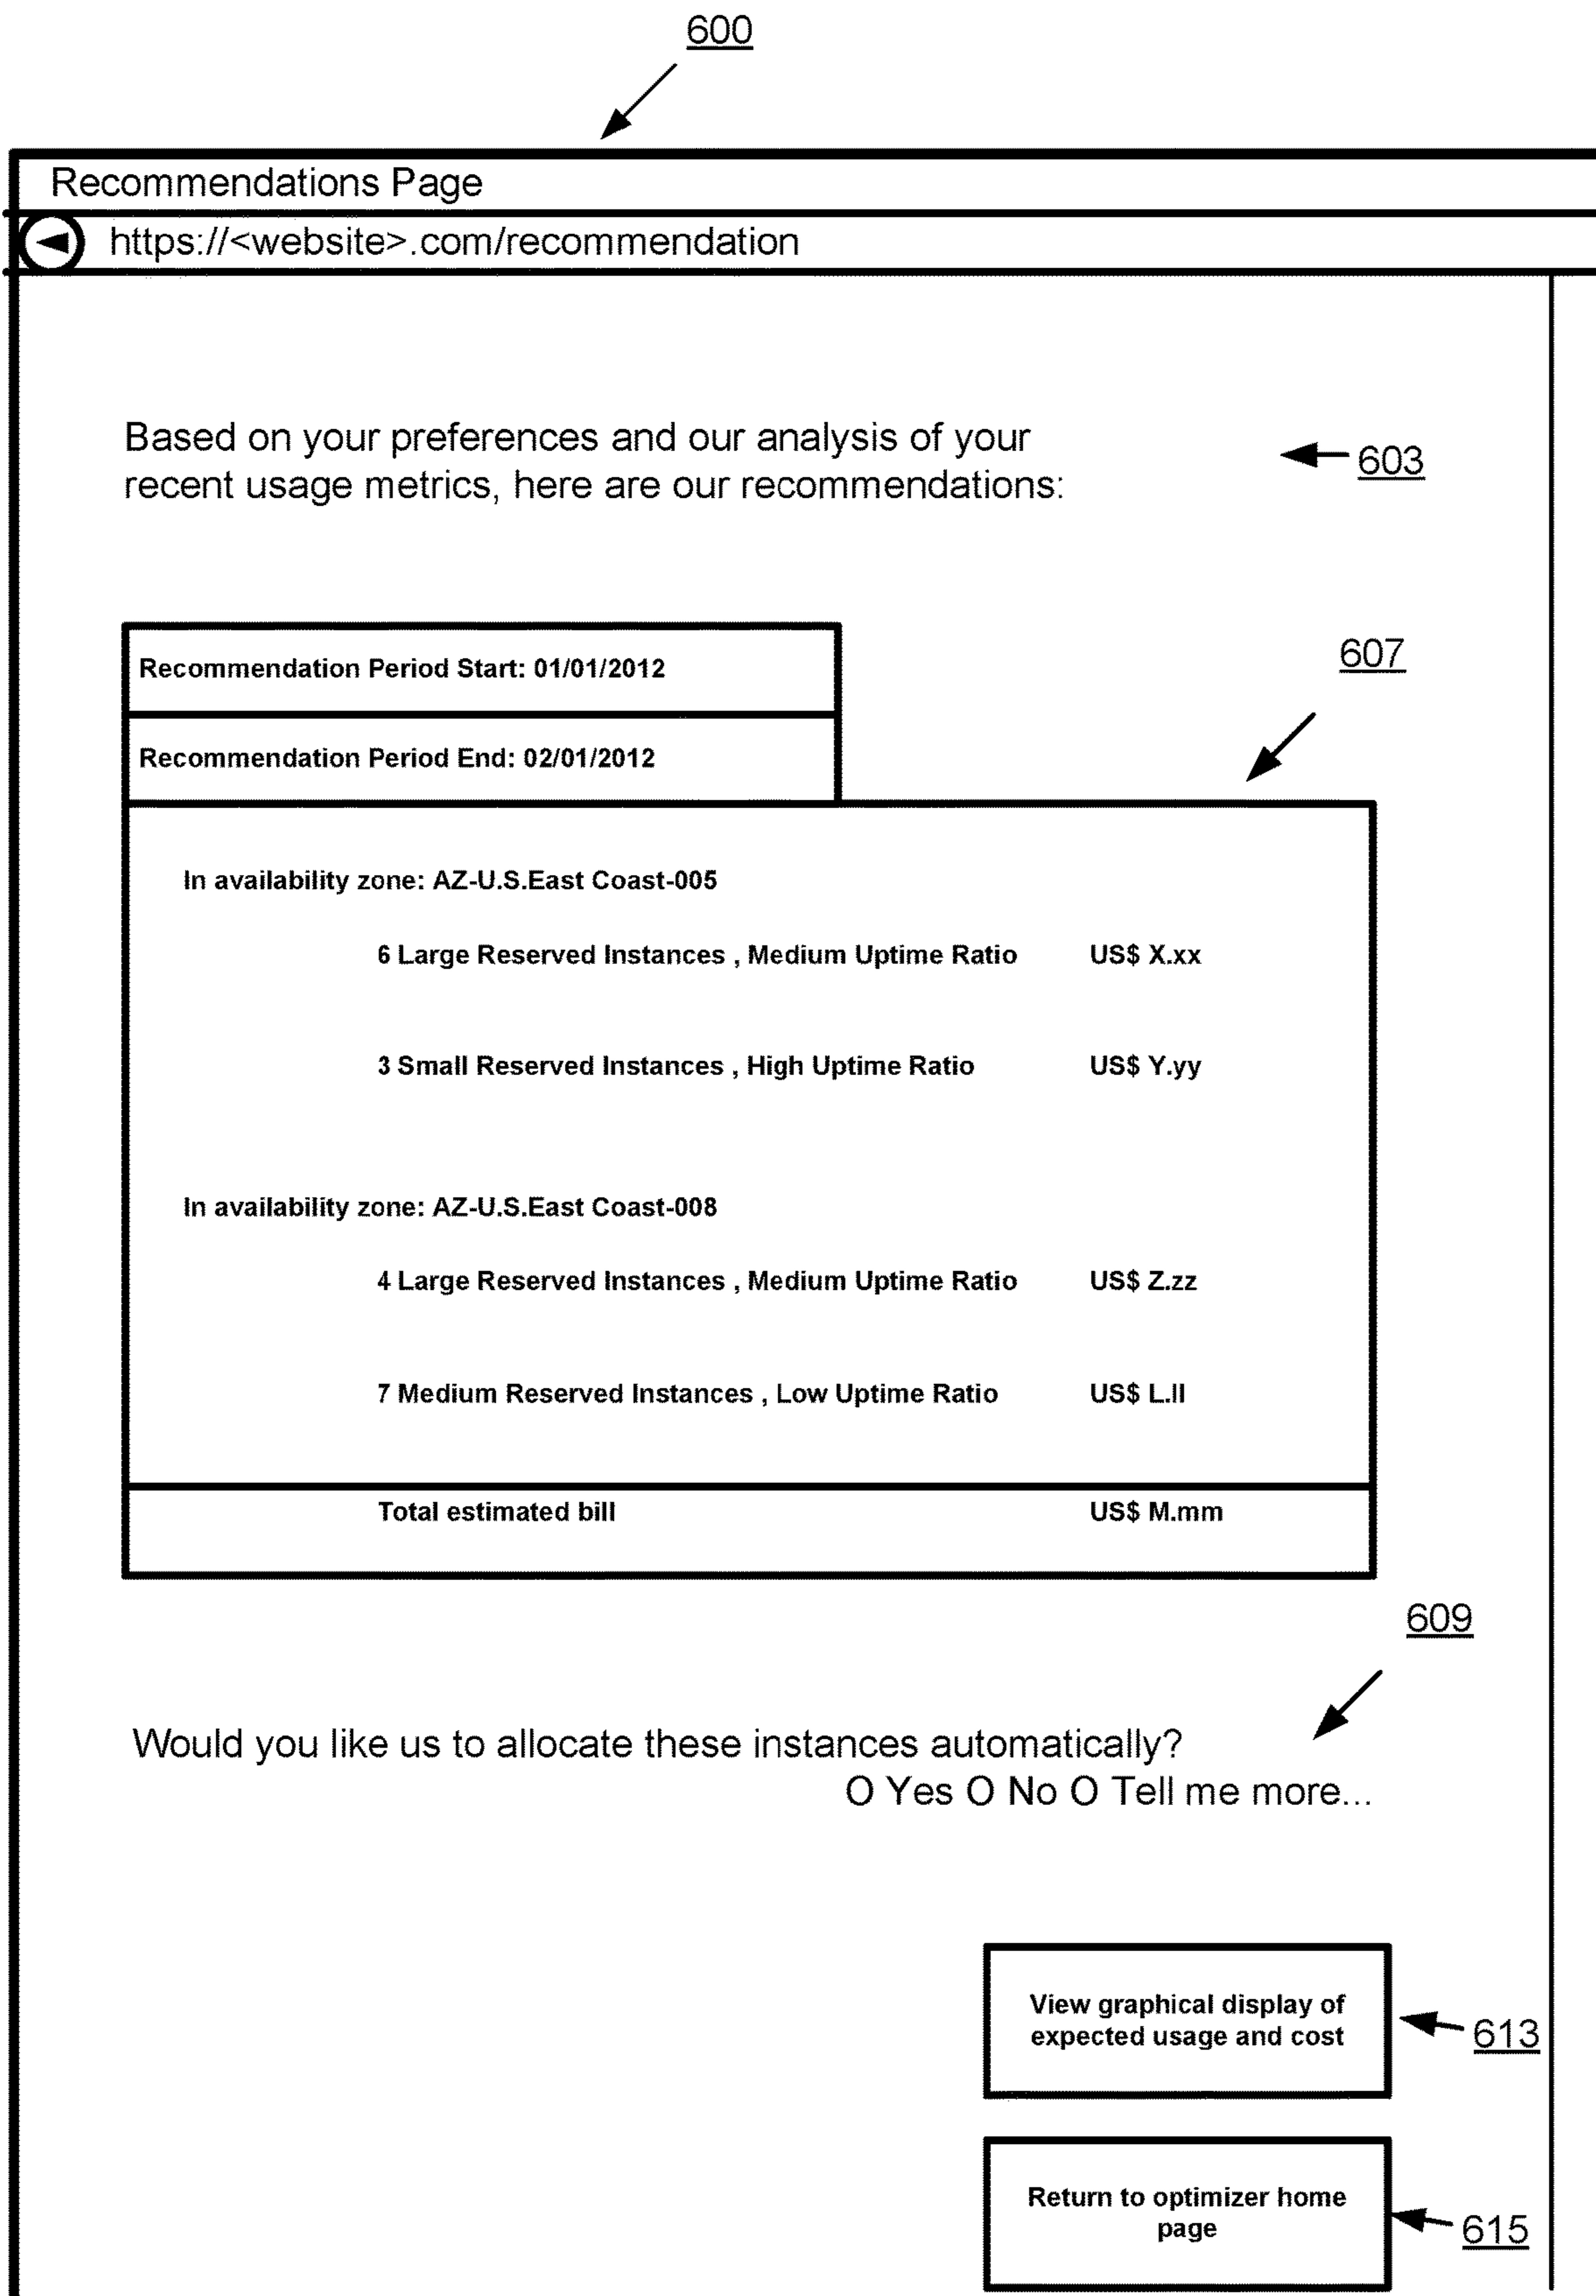 600
Recommendations Page
https://<website>.com/recommendation
Based on your preferences and our analysis of your
recent usage metrics, here are our recommendations:
603
Recommendation Period Start: 01/01/2012
607
Recommendation Period End: 02/01/2012
In availability zone: AZ-U.S.East Coast-005
6 Large Reserved Instances , Medium Uptime Ratio US$ X.xx
3 Small Reserved Instances , High Uptime Ratio US$ Y.yy
In availability zone: AZ-U.S.East Coast-008
4 Large Reserved Instances , Medium Uptime Ratio US$ Z.zz
7 Medium Reserved Instances , Low Uptime Ratio US$ L.ll
Total estimated bill US$ M.mm
609
Would you like us to allocate these instances automatically?
O Yes O No O Tell me more...
View graphical display of
expected usage and cost
613
Return to optimizer home
page
615